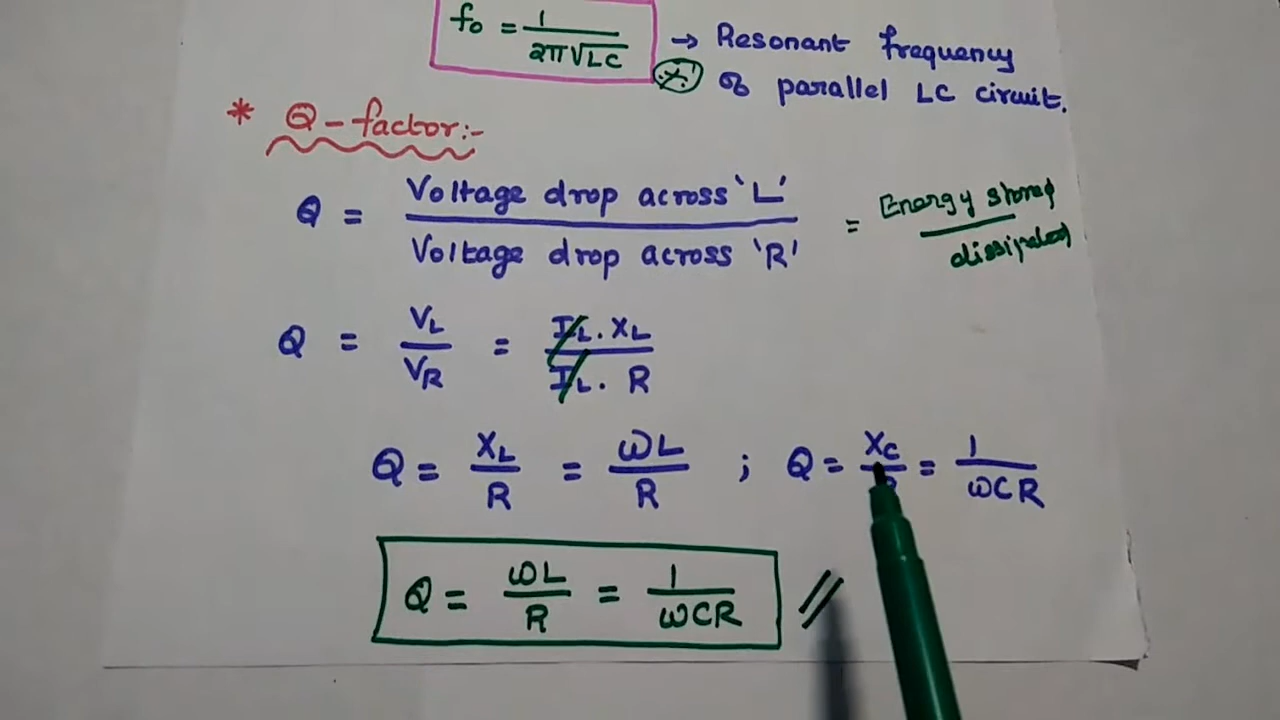 f₀ = 1 / 2π√LC → Resonant frequency
of parallel LC circuit.
* Q-factor:-
Q = Voltage drop across 'L' / Voltage drop across 'R' = Energy stored / dissipated
Q = V_L / V_R = I_L . X_L / I_L . R
Q = X_L / R = ωL / R ; Q = X_C / = 1 / ωCR
Q = ωL / R = 1 / ωCR //